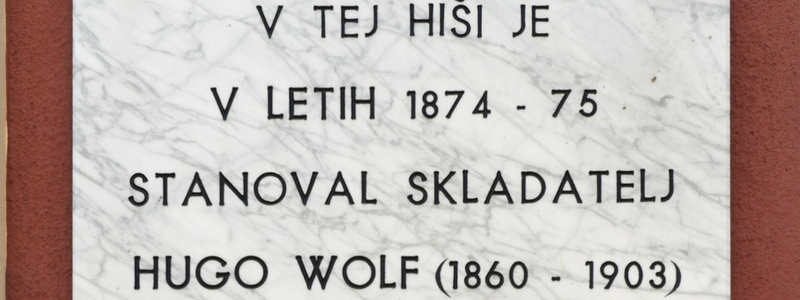 V TEJ HIŠI JE
V LETIH 1874 - 75
STANOVAL SKLADATELJ
HUGO WOLF (1860 - 1903)